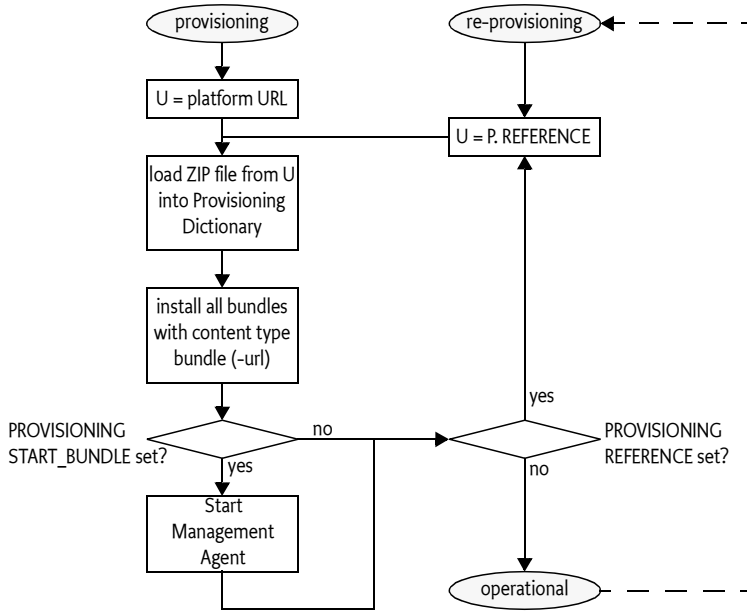 provisioning
re-provisioning
U = platform URL
U = P. REFERENCE
load ZIP file from U
into Provisioning
Dictionary
install all bundles
with content type
bundle (-url)
yes
PROVISIONING
START_BUNDLE set?
no
PROVISIONING
REFERENCE set?
yes
no
Start
Management
Agent
operational